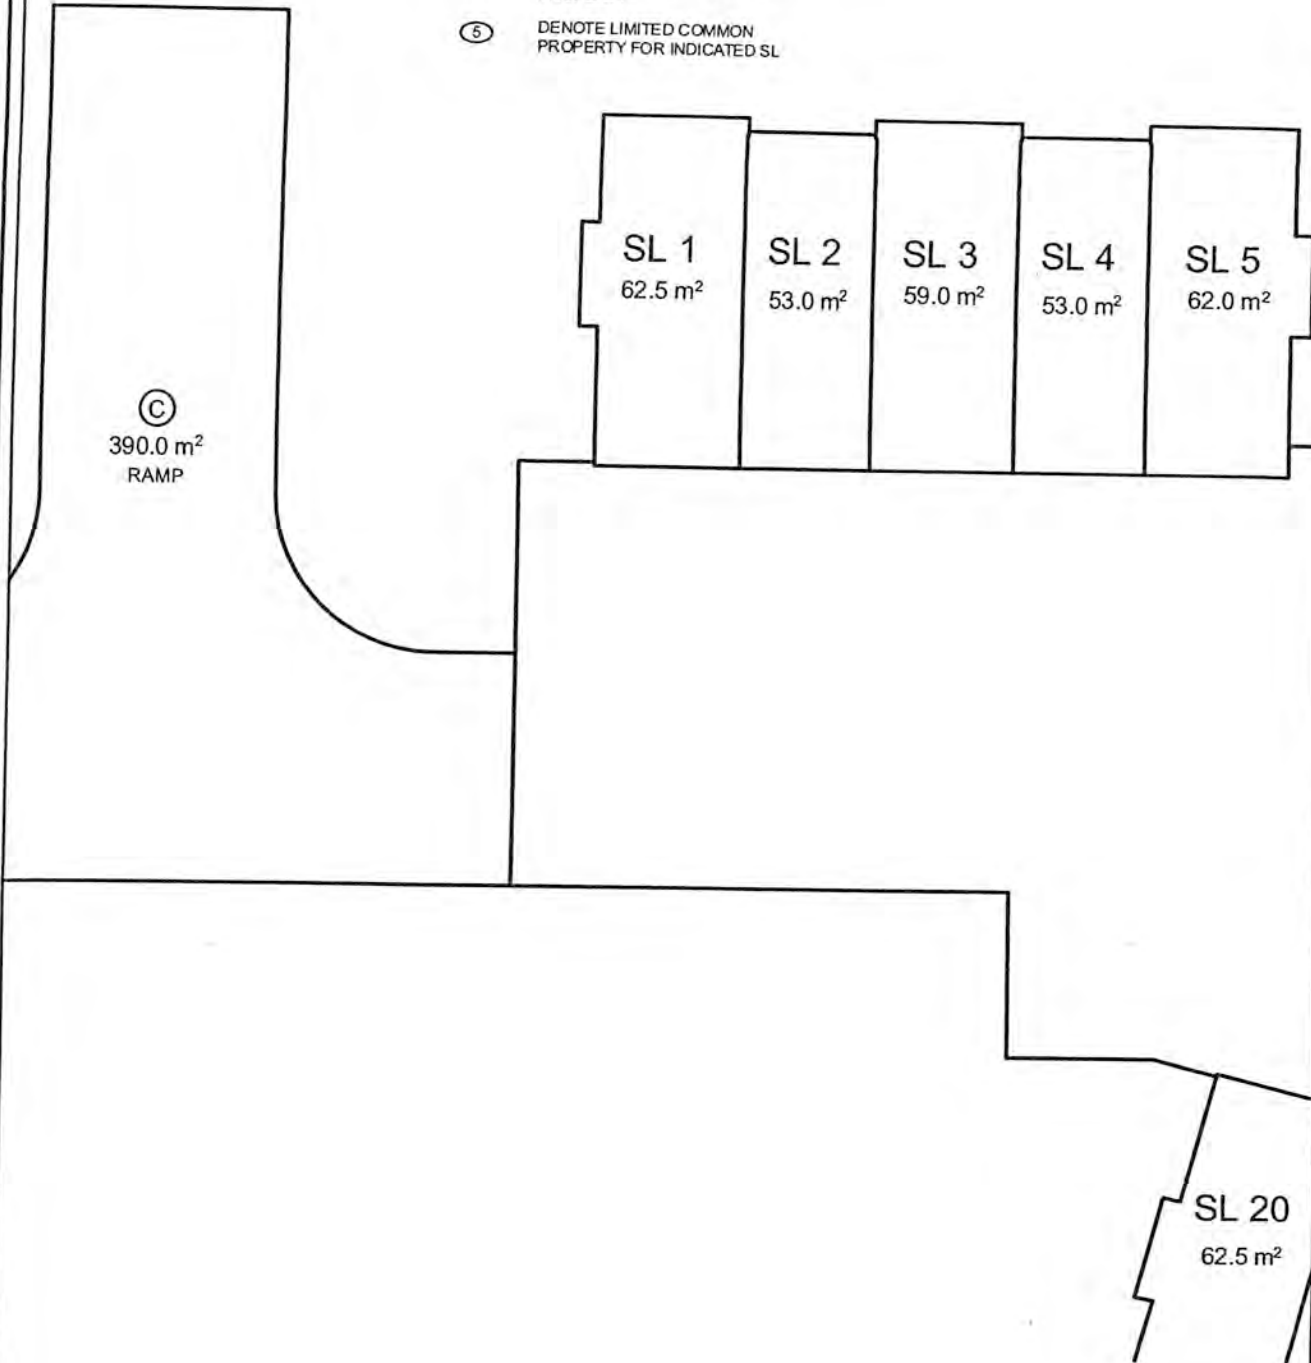 5
DENOTE LIMITED COMMON
PROPERTY FOR INDICATED SL
SL 1
62.5 m²
SL 2
53.0 m²
SL 3
59.0 m²
SL 4
53.0 m²
SL 5
62.0 m²
C
390.0 m²
RAMP
SL 20
62.5 m²